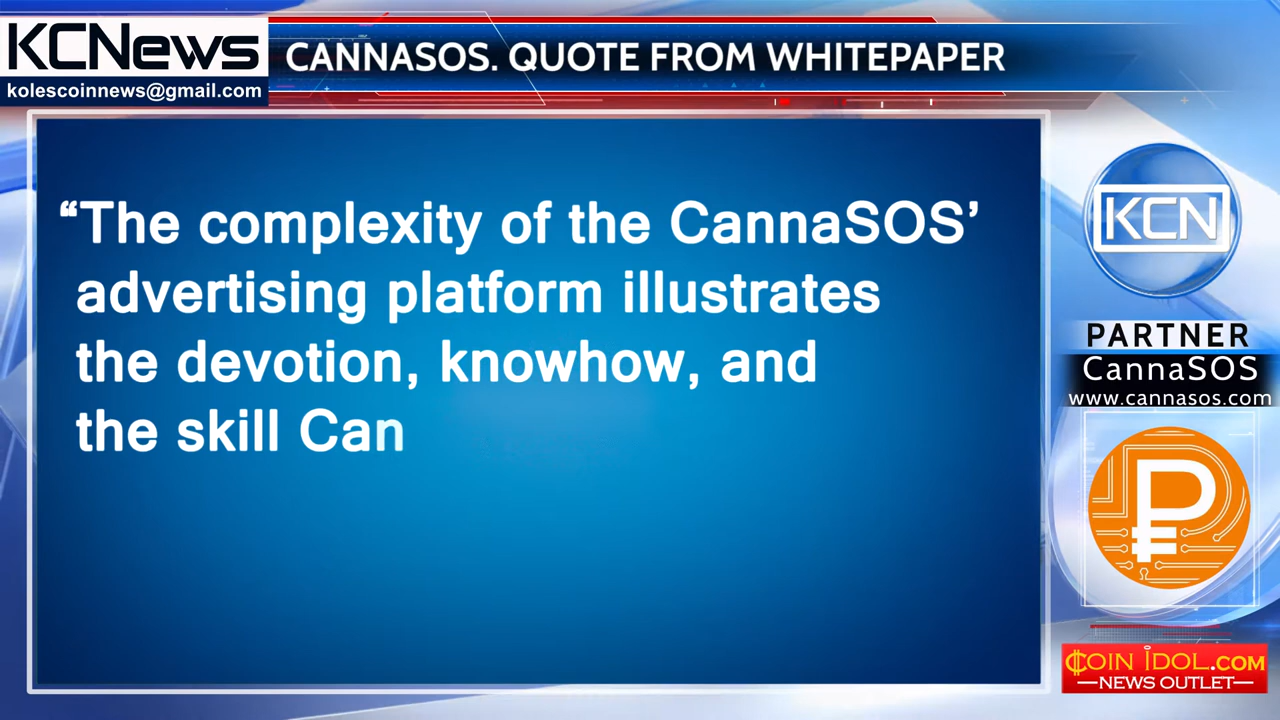 KCNews
kolescoinnews@gmail.com
CANNASOS. QUOTE FROM WHITEPAPER
“The complexity of the CannaSOS’
advertising platform illustrates
the devotion, knowhow, and
the skill Can
KCN
PARTNER
CannaSOS
www.cannasos.com
COIN IDOL.COM
—NEWS OUTLET—